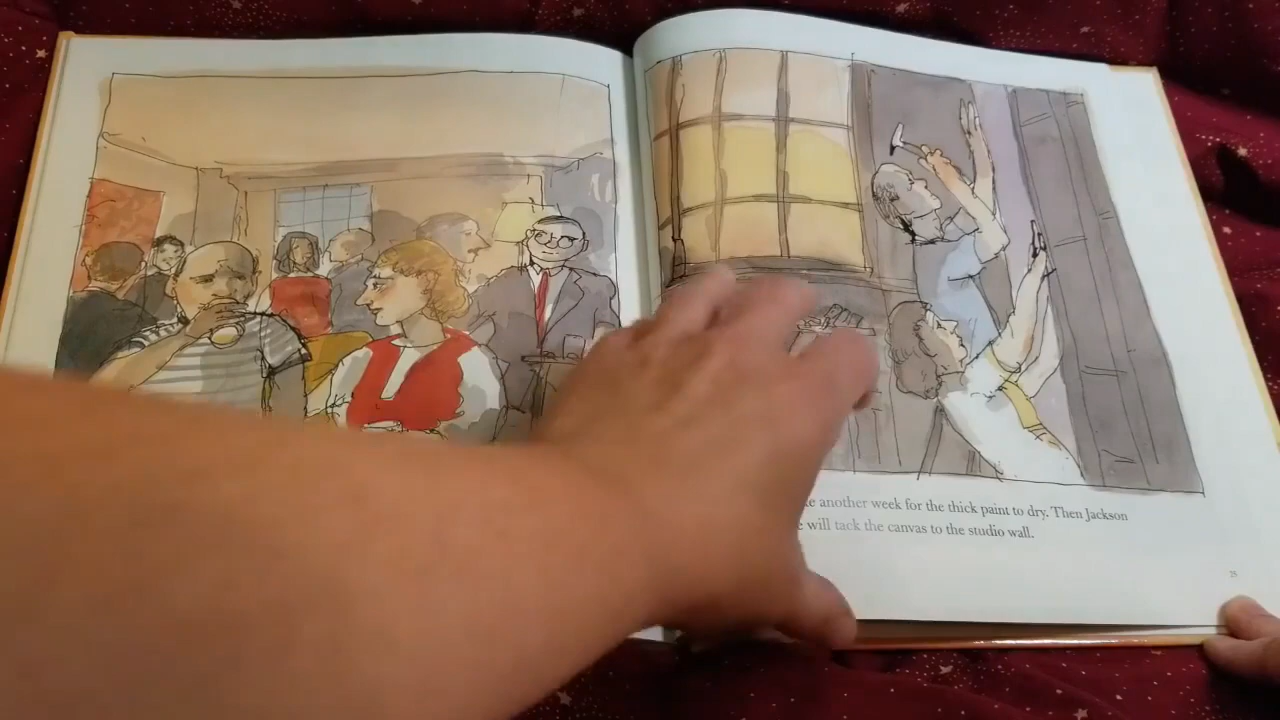 another week for the thick paint to dry. Then Jackson
will tack the canvas to the studio wall.
25